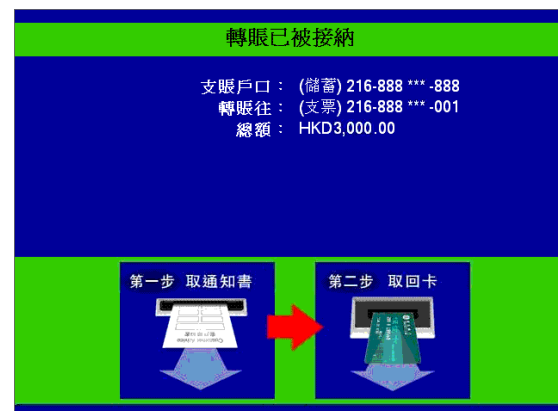 轉賬已被接納
支賬戶口： (儲蓄) 216-888 *** -888
轉賬往： (支票) 216-888 *** -001
總額： HKD3,000.00
第一步 取通知書
第二步 取回卡
Customer Advice